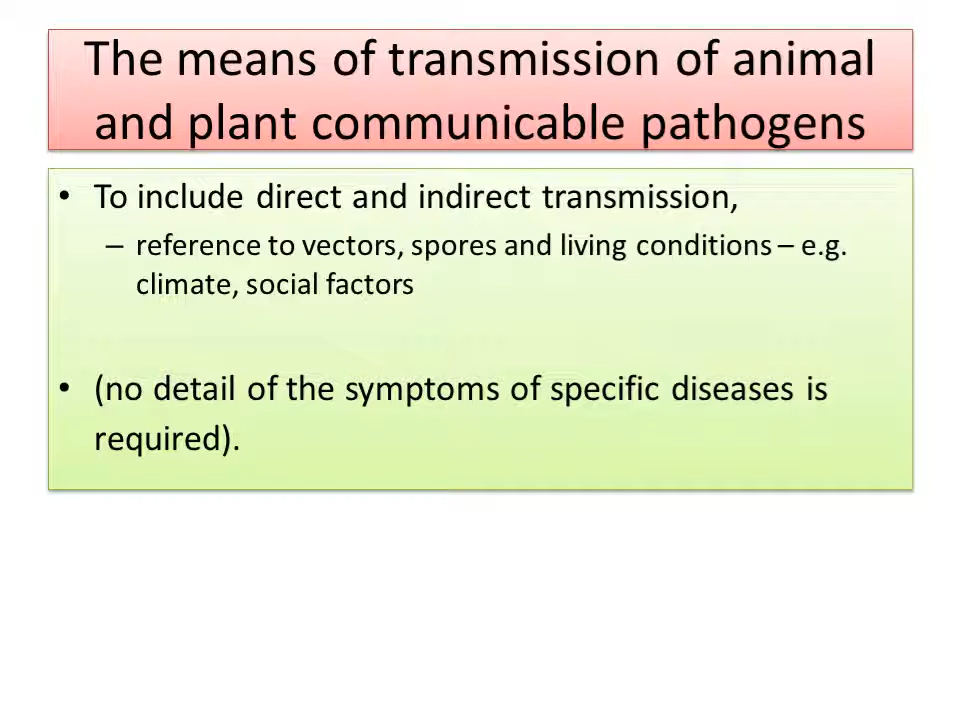 The means of transmission of animal
and plant communicable pathogens
• To include direct and indirect transmission,
– reference to vectors, spores and living conditions – e.g.
climate, social factors
• (no detail of the symptoms of specific diseases is
required).